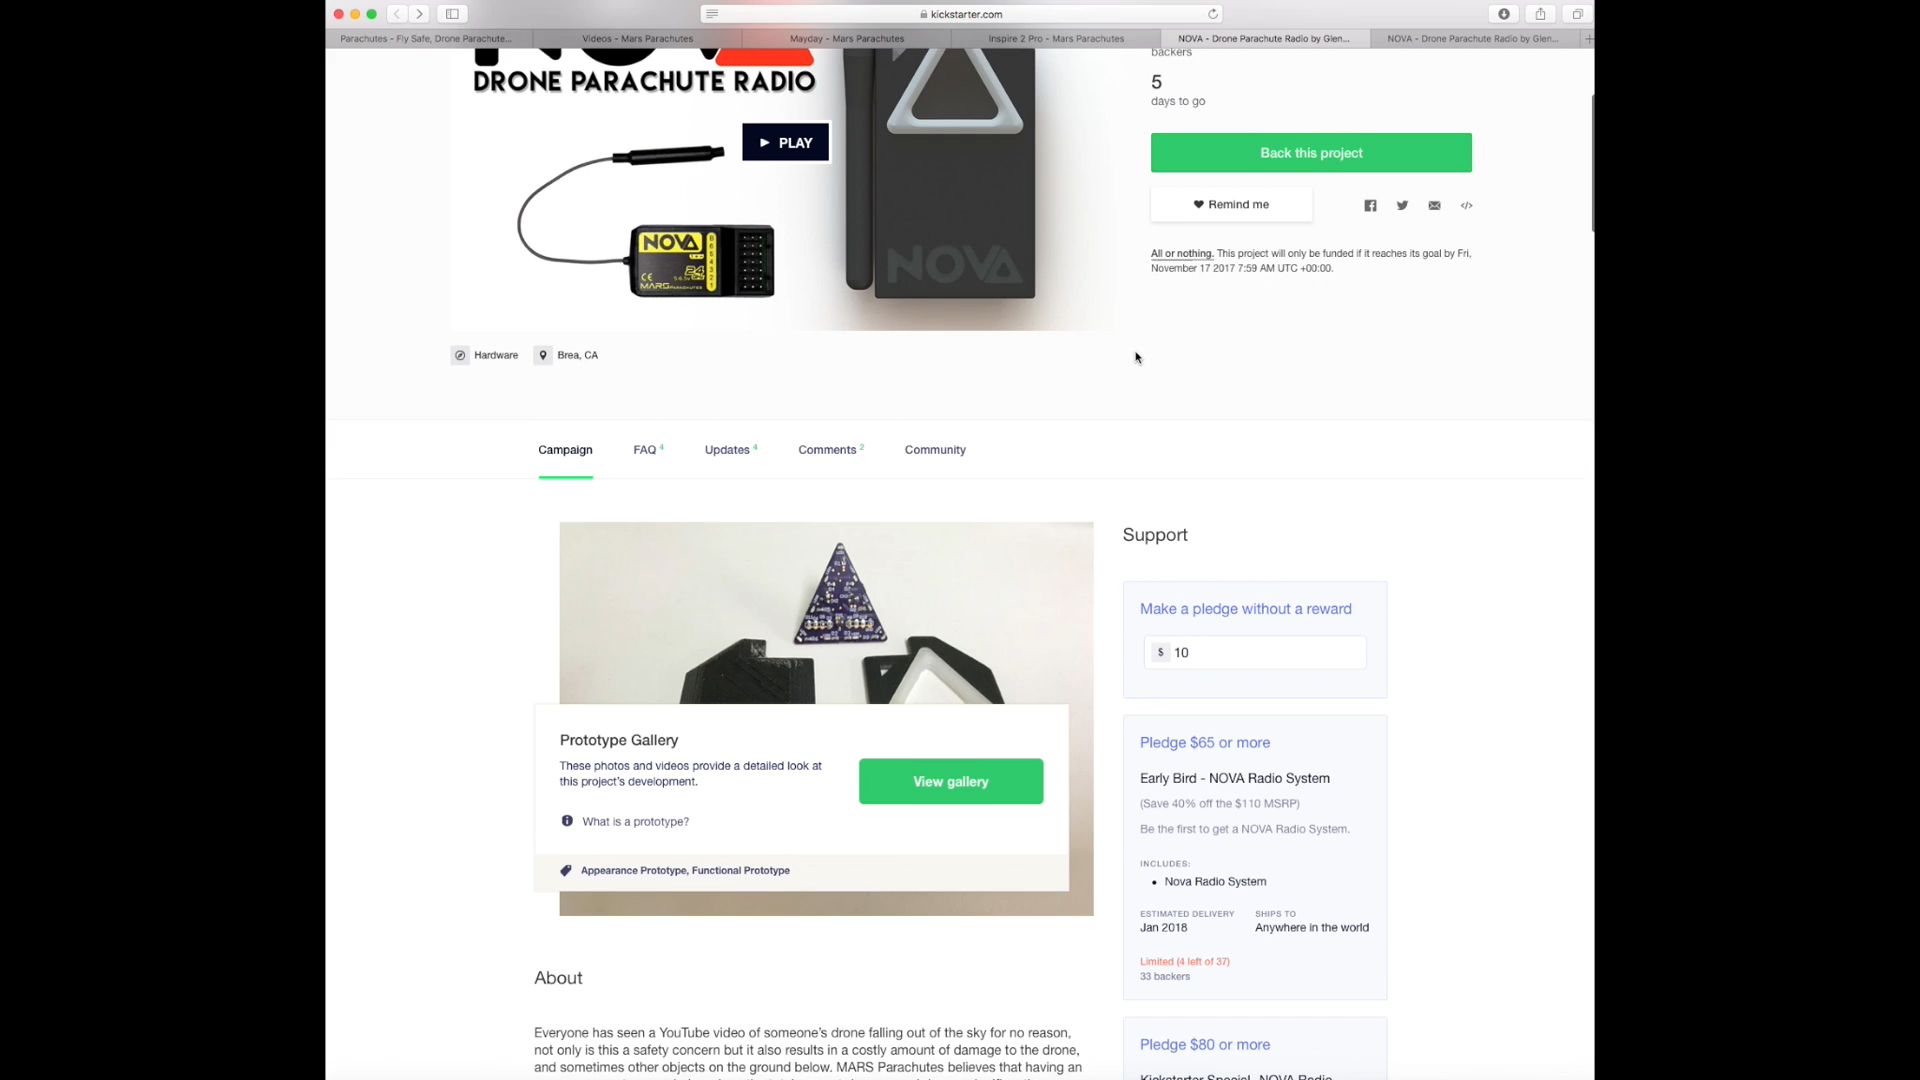 kickstarter.com
Parachutes - Fly Safe, Drone Parachute...
Videos - Mars Parachutes
Mayday - Mars Parachutes
Inspire 2 Pro - Mars Parachutes
NOVA - Drone Parachute Radio by Glen...
NOVA - Drone Parachute Radio by Glen...
DRONE PARACHUTE RADIO
PLAY
NOVA
24
MARS PARACHUTES
NOVA
backers
5
days to go
Back this project
Remind me
All or nothing. This project will only be funded if it reaches its goal by Fri,
November 17 2017 7:59 AM UTC +00:00.
Hardware
Brea, CA
Campaign
FAQ 4
Updates 4
Comments 2
Community
Prototype Gallery
These photos and videos provide a detailed look at
this project's development.
View gallery
What is a prototype?
Appearance Prototype, Functional Prototype
About
Everyone has seen a YouTube video of someone's drone falling out of the sky for no reason,
not only is this a safety concern but it also results in a costly amount of damage to the drone,
and sometimes other objects on the ground below. MARS Parachutes believes that having an
Support
Make a pledge without a reward
$ 10
Pledge $65 or more
Early Bird - NOVA Radio System
(Save 40% off the $110 MSRP)
Be the first to get a NOVA Radio System.
INCLUDES:
• Nova Radio System
ESTIMATED DELIVERY
Jan 2018
SHIPS TO
Anywhere in the world
Limited (4 left of 37)
33 backers
Pledge $80 or more
Kickstarter Special - NOVA Radio